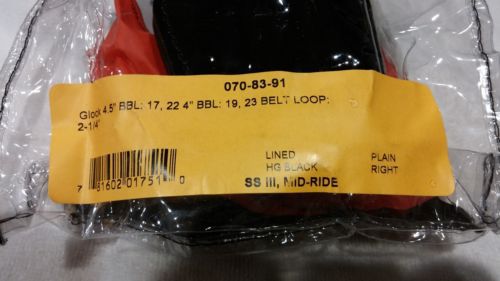 070-83-91
Glock 4.5" BBL: 17, 22 4" BBL: 19, 23 BELT LOOP:
2-1/4"
LINED PLAIN
HG BLACK RIGHT
7 81602 01751 0
SS III, MID-RIDE